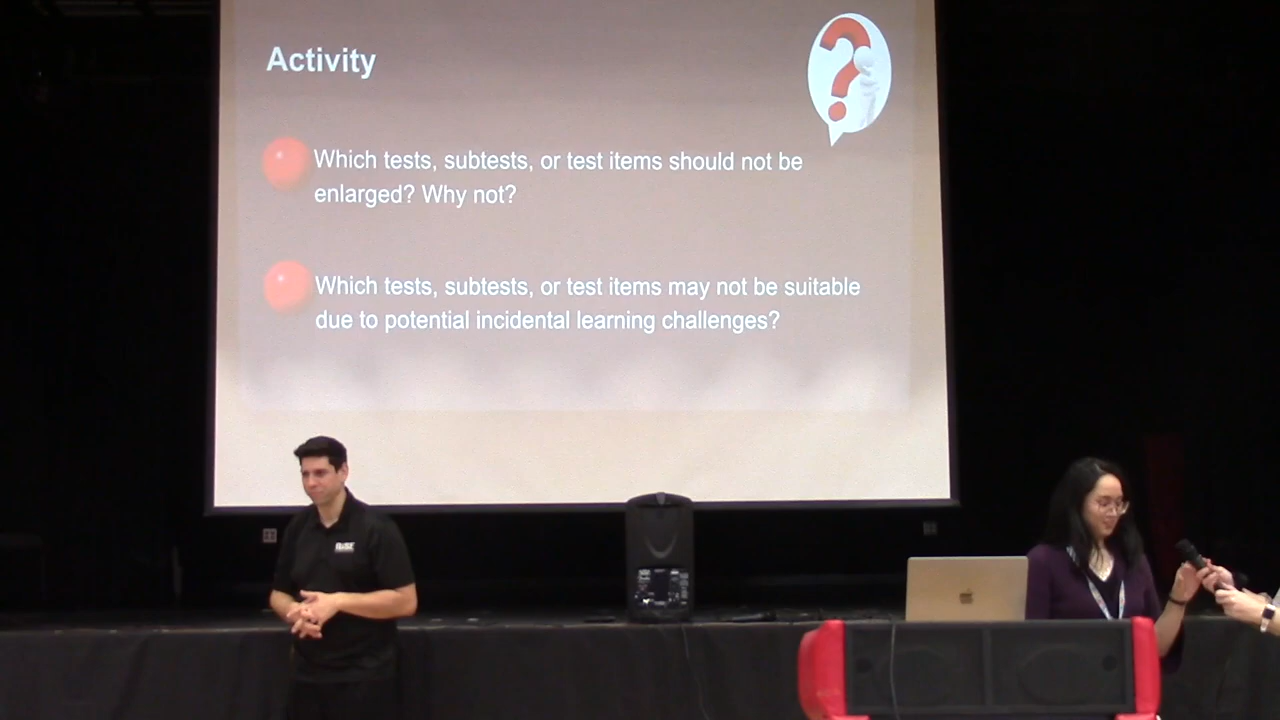 Activity
Which tests, subtests, or test items should not be
enlarged? Why not?
Which tests, subtests, or test items may not be suitable
due to potential incidental learning challenges?
RISE